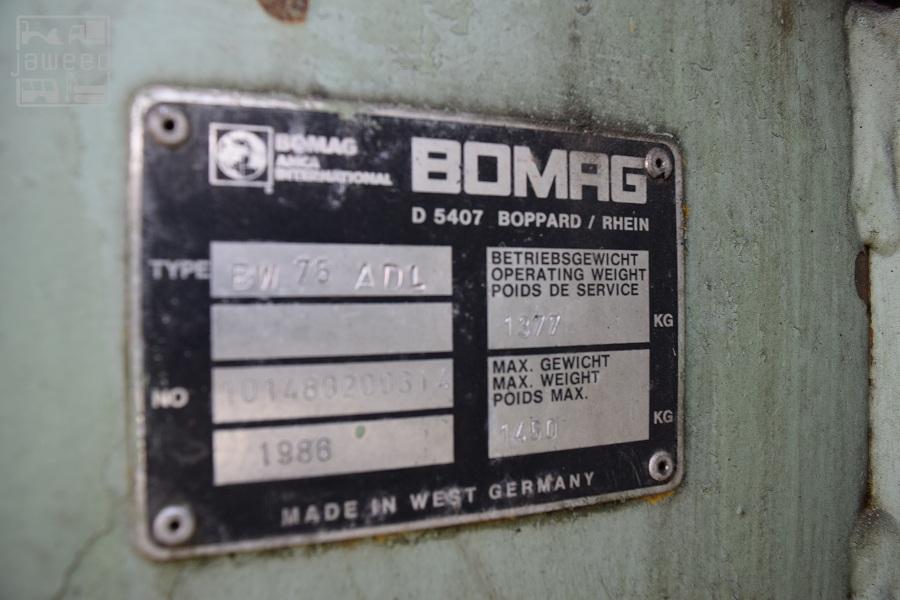 jaweed
BOMAG
AMCA
INTERNATIONAL
BOMAG
D 5407 BOPPARD / RHEIN
TYPE BW 75 ADL
BETRIEBSGEWICHT
OPERATING WEIGHT
POIDS DE SERVICE
1377 KG
NO 101480200314
MAX. GEWICHT
MAX. WEIGHT
POIDS MAX.
1450 KG
1986
MADE IN WEST GERMANY